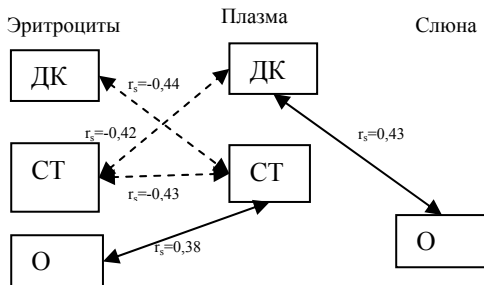 Эритроциты Плазма Слюна
ДК ДК
rs=-0,44
rs=-0,42 rs=0,43
СТ СТ
rs=-0,43
О
rs=0,38
О